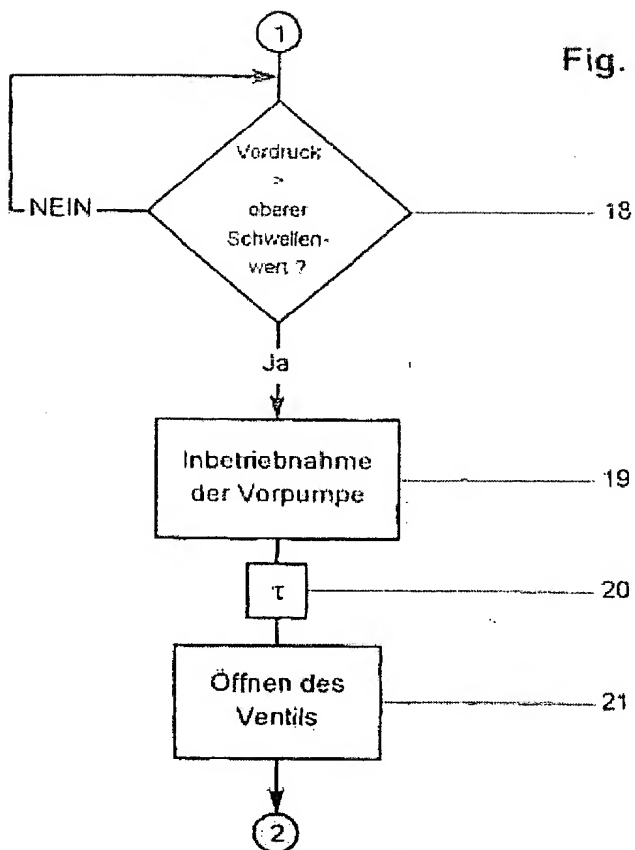 1
Fig.
Vordruck
>
oberer
Schwellen-
wert ?
NEIN
18
Ja
Inbetriebnahme
der Vorpumpe
19
τ
20
Öffnen des
Ventils
21
2